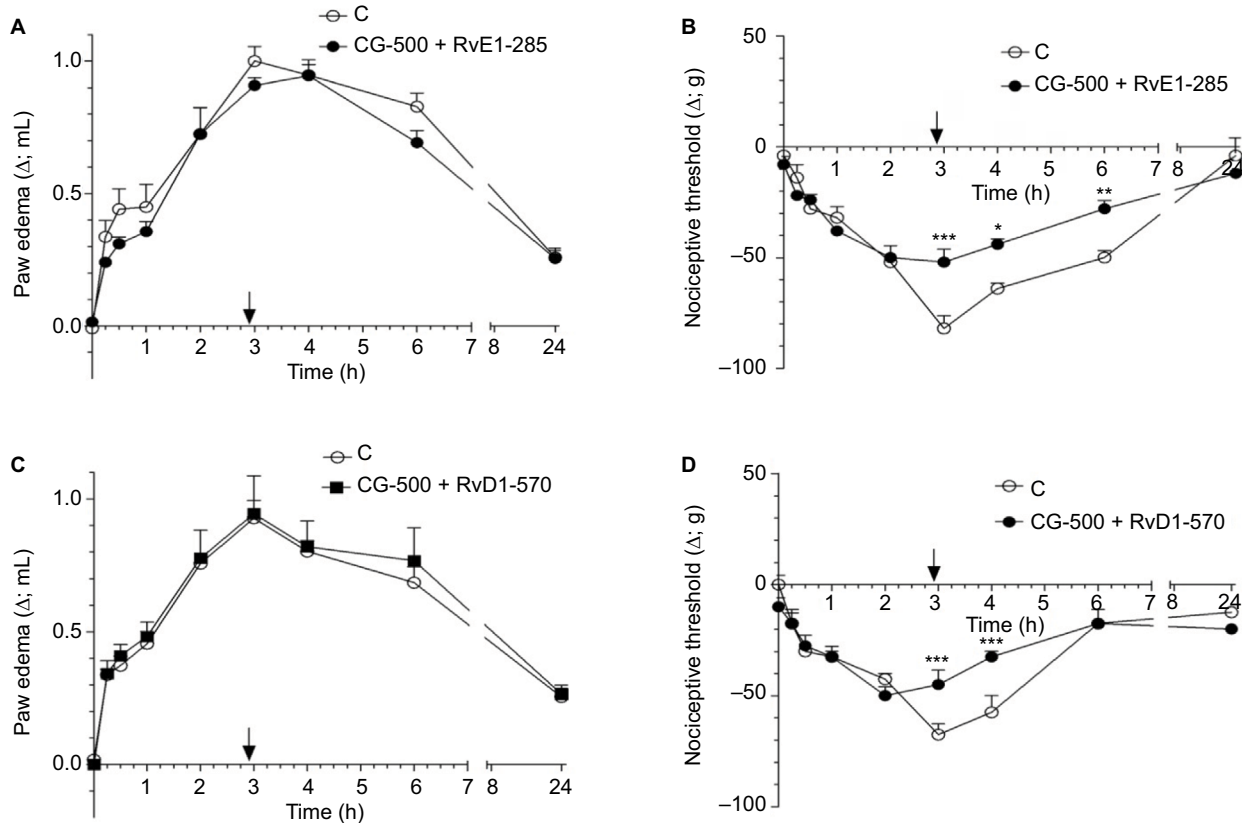 A
C
CG-500 + RvE1-285
Paw edema (Δ; mL)
1.0
0.5
0.0
1 2 3 4 5 6 7 8 24
Time (h)
B
C
CG-500 + RvE1-285
Nociceptive threshold (Δ; g)
50
0
−50
−100
1 2 3 4 5 6 7 8 24
Time (h)
***
*
**
C
C
CG-500 + RvD1-570
Paw edema (Δ; mL)
1.0
0.5
0.0
1 2 3 4 5 6 7 8 24
Time (h)
D
C
CG-500 + RvD1-570
Nociceptive threshold (Δ; g)
50
0
−50
−100
1 2 3 4 5 6 7 8 24
Time (h)
***
***